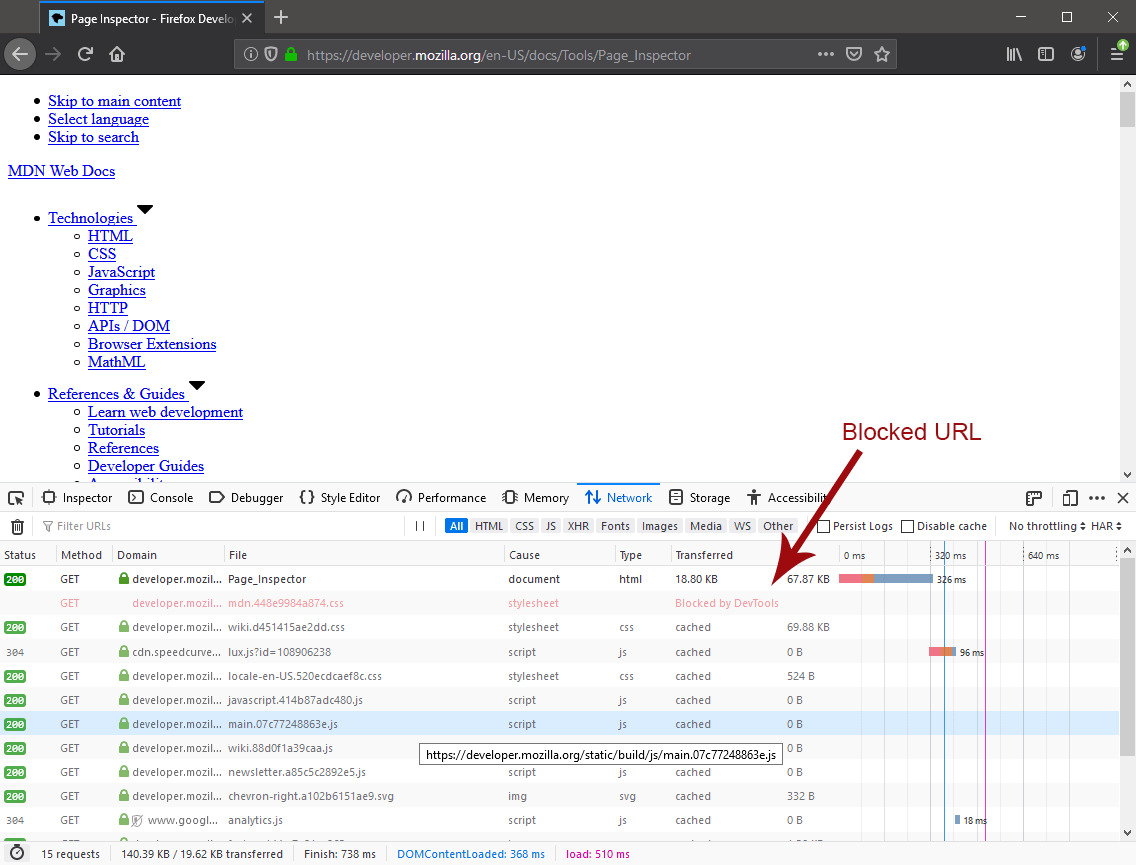 Page Inspector - Firefox Develo
https://developer.mozilla.org/en-US/docs/Tools/Page_Inspector
Skip to main content
Select language
Skip to search
MDN Web Docs
Technologies
HTML
CSS
JavaScript
Graphics
HTTP
APIs / DOM
Browser Extensions
MathML
References & Guides
Learn web development
Tutorials
References
Developer Guides
Blocked URL
Inspector Console Debugger Style Editor Performance Memory Network Storage Accessibility
Filter URLs All HTML CSS JS XHR Fonts Images Media WS Other Persist Logs Disable cache No throttling HAR
Status Method Domain File Cause Type Transferred 0 ms 320 ms 640 ms
200 GET developer.mozil... Page_Inspector document html 18.80 KB 67.87 KB 326 ms
GET developer.mozil... mdn.448e9984a874.css stylesheet Blocked by DevTools
200 GET developer.mozil... wiki.d451415ae2dd.css stylesheet css cached 69.88 KB
304 GET cdn.speedcurve... lux.js?id=108906238 script js cached 0 B 96 ms
200 GET developer.mozil... locale-en-US.520ecdcaef8c.css stylesheet css cached 524 B
200 GET developer.mozil... javascript.414b87adc480.js script js cached 0 B
200 GET developer.mozil... main.07c77248863e.js script js cached 0 B
200 GET developer.mozil... wiki.88d0f1a39caa.js 0 B
https://developer.mozilla.org/static/build/js/main.07c77248863e.js
200 GET developer.mozil... newsletter.a85c5c2892e5.js script js cached 0 B
200 GET developer.mozil... chevron-right.a102b6151ae9.svg img svg cached 332 B
304 GET www.googl... analytics.js script js cached 0 B 18 ms
15 requests 140.39 KB / 19.62 KB transferred Finish: 738 ms DOMContentLoaded: 368 ms load: 510 ms